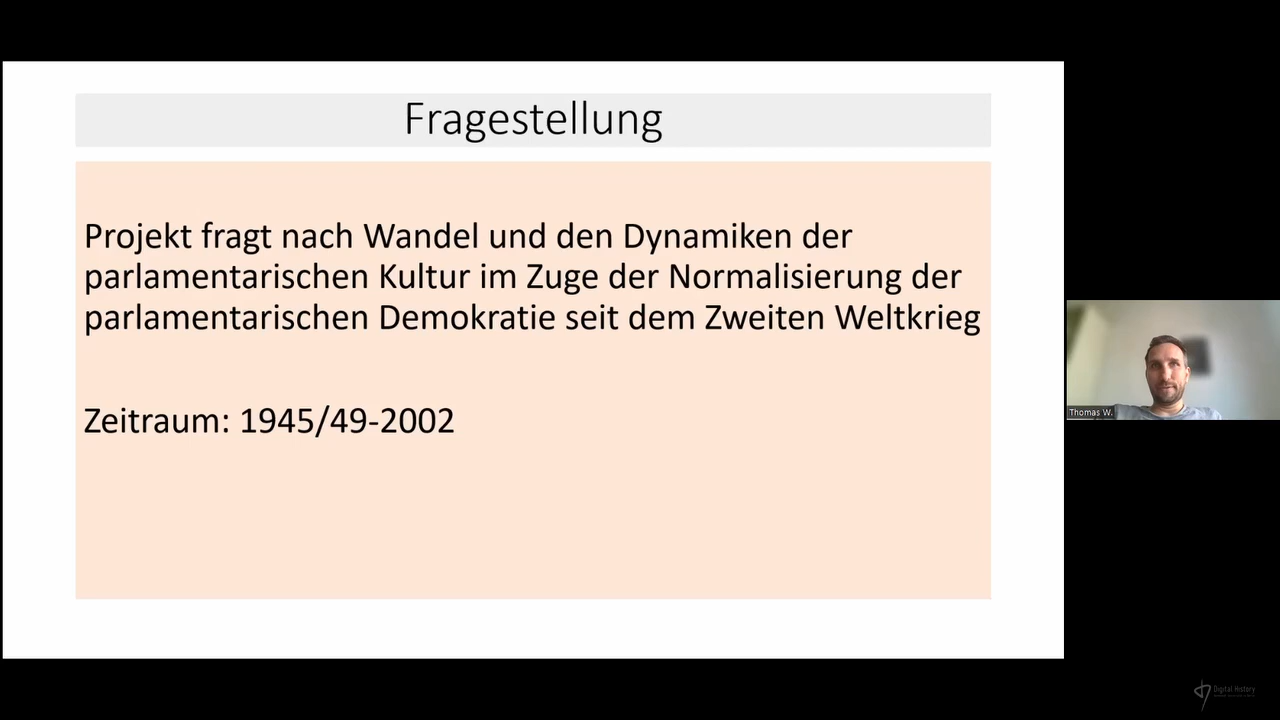 Fragestellung
Projekt fragt nach Wandel und den Dynamiken der
parlamentarischen Kultur im Zuge der Normalisierung der
parlamentarischen Demokratie seit dem Zweiten Weltkrieg
Zeitraum: 1945/49-2002
Thomas W.
Digital History